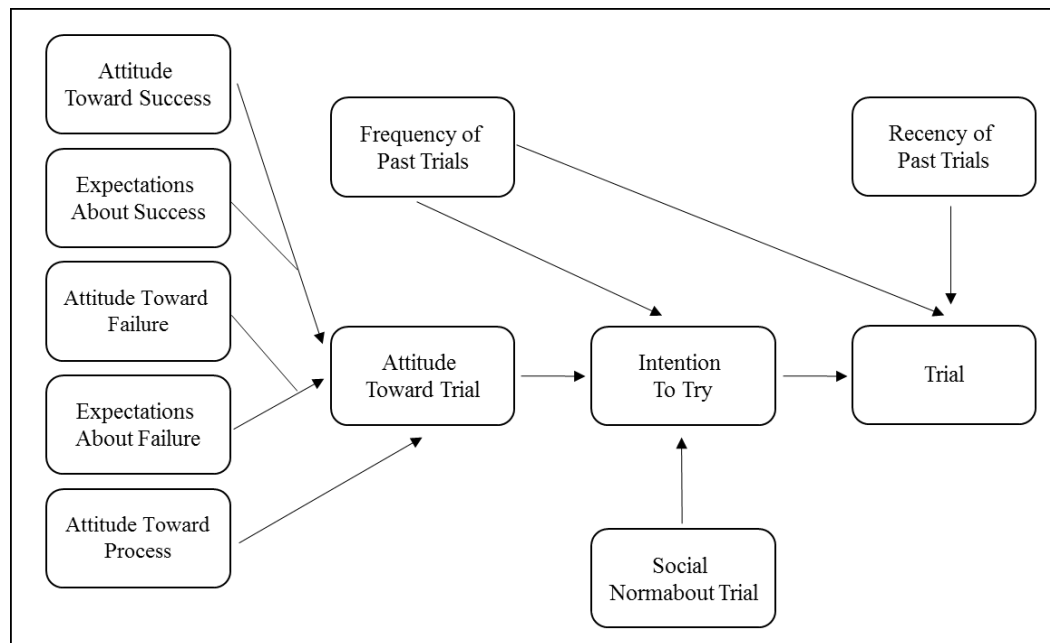 Attitude
Toward Success
Expectations
About Success
Attitude Toward
Failure
Expectations
About Failure
Attitude Toward
Process
Frequency of
Past Trials
Recency of
Past Trials
Attitude
Toward Trial
Intention
To Try
Trial
Social
Normabout Trial